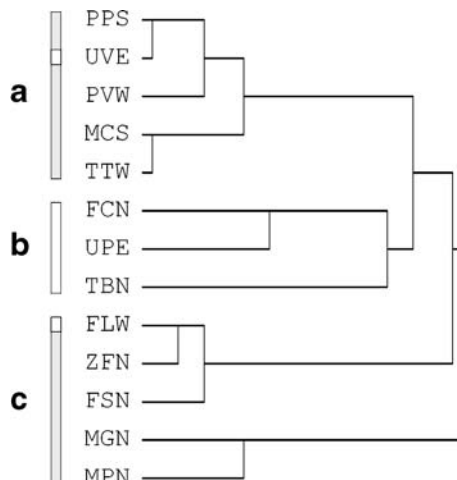 PPS
UVE
a PVW
MCS
TTW
FCN
b UPE
TBN
FLW
ZFN
c FSN
MGN
MPN